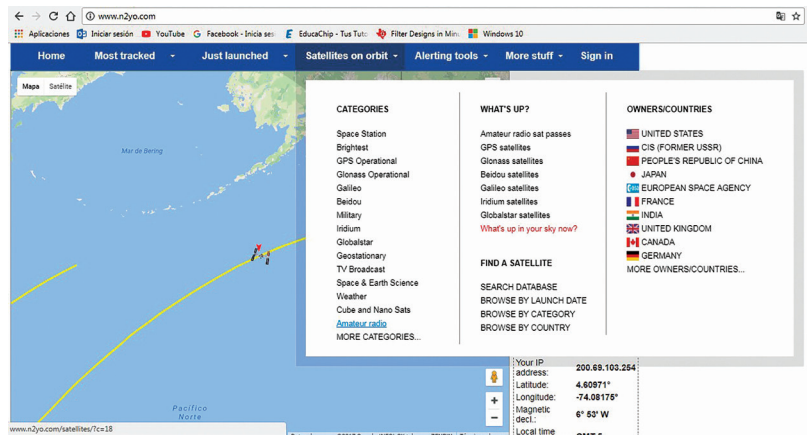 www.n2yo.com
Aplicaciones Iniciar sesión YouTube Facebook - Inicia ses EducaChip - Tus Tuto Filter Designs in Minu Windows 10
Home Most tracked Just launched Satellites on orbit Alerting tools More stuff Sign in
Mapa Satélite
Mar de Bering
CATEGORIES
Space Station
Brightest
GPS Operational
Glonass Operational
Galileo
Beidou
Military
Iridium
Globalstar
Geostationary
TV Broadcast
Space & Earth Science
Weather
Cube and Nano Sats
Amateur radio
MORE CATEGORIES...
WHAT'S UP?
Amateur radio sat passes
GPS satellites
Glonass satellites
Beidou satellites
Galileo satellites
Iridium satellites
Globalstar satellites
What's up in your sky now?
FIND A SATELLITE
SEARCH DATABASE
BROWSE BY LAUNCH DATE
BROWSE BY CATEGORY
BROWSE BY COUNTRY
OWNERS/COUNTRIES
UNITED STATES
CIS (FORMER USSR)
PEOPLE'S REPUBLIC OF CHINA
JAPAN
EUROPEAN SPACE AGENCY
FRANCE
INDIA
UNITED KINGDOM
CANADA
GERMANY
MORE OWNERS/COUNTRIES...
Pacífico
Norte
Your IP
address: 200.69.103.254
Latitude: 4.60971°
Longitude: -74.08175°
Magnetic
decl.: 6° 53' W
Local time
www.n2yo.com/satellites/?c=18